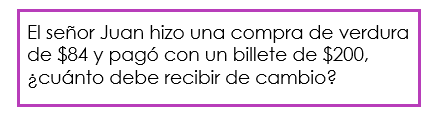 El señor Juan hizo una compra de verdura
de $84 y pagó con un billete de $200,
¿cuánto debe recibir de cambio?